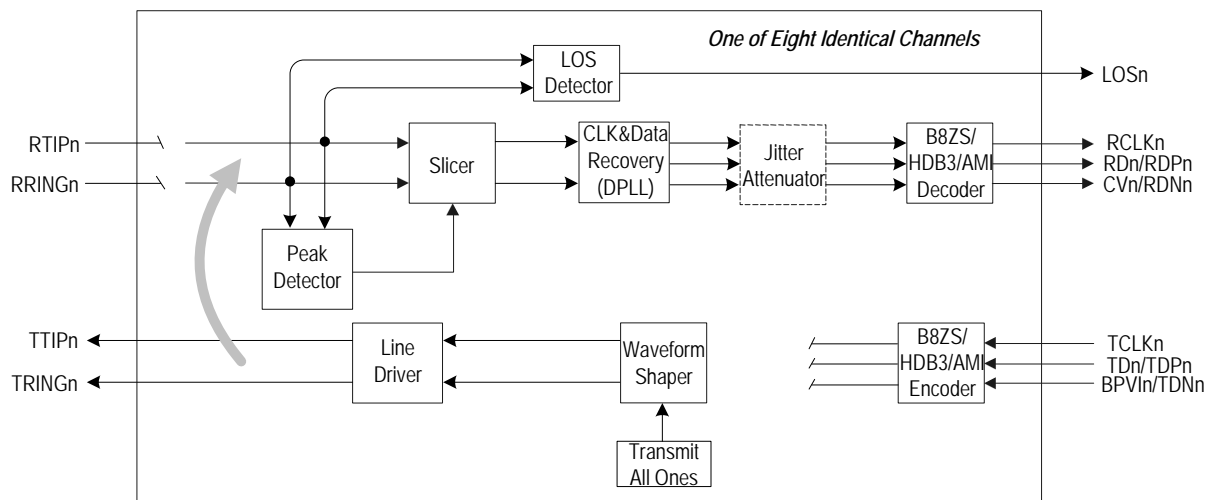 One of Eight Identical Channels
LOS
Detector
LOSn
RTIPn
RRINGn
Slicer
CLK&Data
Recovery
(DPLL)
Jitter
Attenuator
B8ZS/
HDB3/AMI
Decoder
RCLKn
RDn/RDPn
CVn/RDNn
Peak
Detector
TTIPn
TRINGn
Line
Driver
Waveform
Shaper
B8ZS/
HDB3/AMI
Encoder
TCLKn
TDn/TDPn
BPVIn/TDNn
Transmit
All Ones